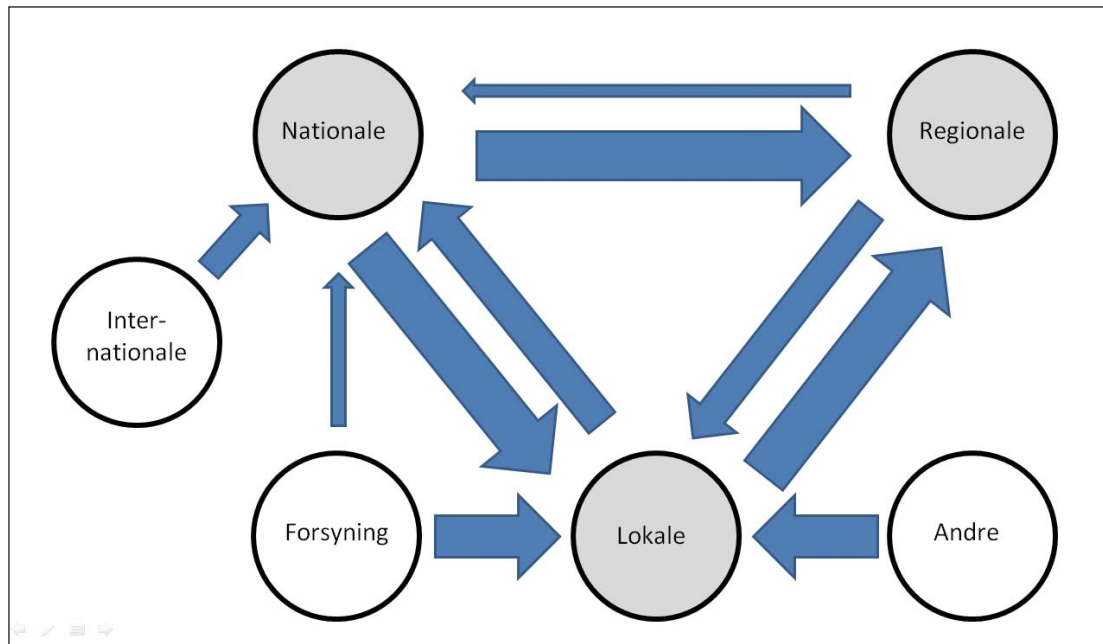 Nationale
Regionale
Inter-
nationale
Forsyning
Lokale
Andre